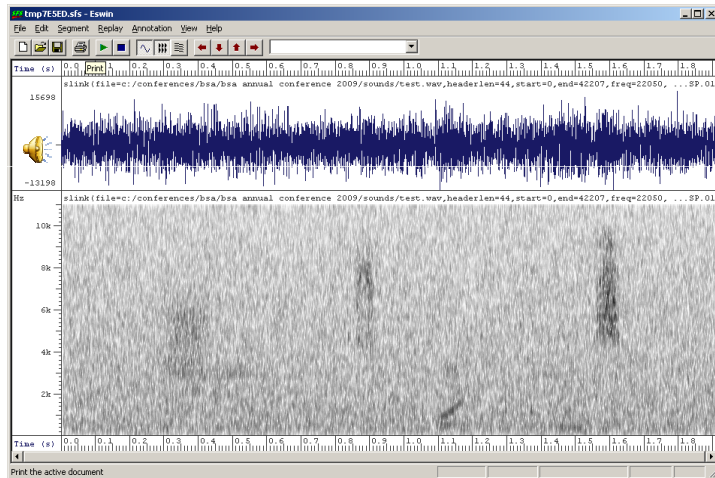 tmp7E5ED.sfs - Eswin
File Edit Segment Replay Annotation View Help
Time (s) 0.0 0.2 0.3 0.4 0.5 0.6 0.7 0.8 0.9 1.0 1.1 1.2 1.3 1.4 1.5 1.6 1.7 1.8
Print
slink(file=c:/conferences/bsa/bsa annual conference 2009/sounds/test.wav,headerlen=44,start=0,end=42207,freq=22050, ...SP.01
15698
-13198
Hz slink(file=c:/conferences/bsa/bsa annual conference 2009/sounds/test.wav,headerlen=44,start=0,end=42207,freq=22050, ...SP.01
10k
8k
6k
4k
2k
Time (s) 0.0 0.1 0.2 0.3 0.4 0.5 0.6 0.7 0.8 0.9 1.0 1.1 1.2 1.3 1.4 1.5 1.6 1.7 1.8
Print the active document